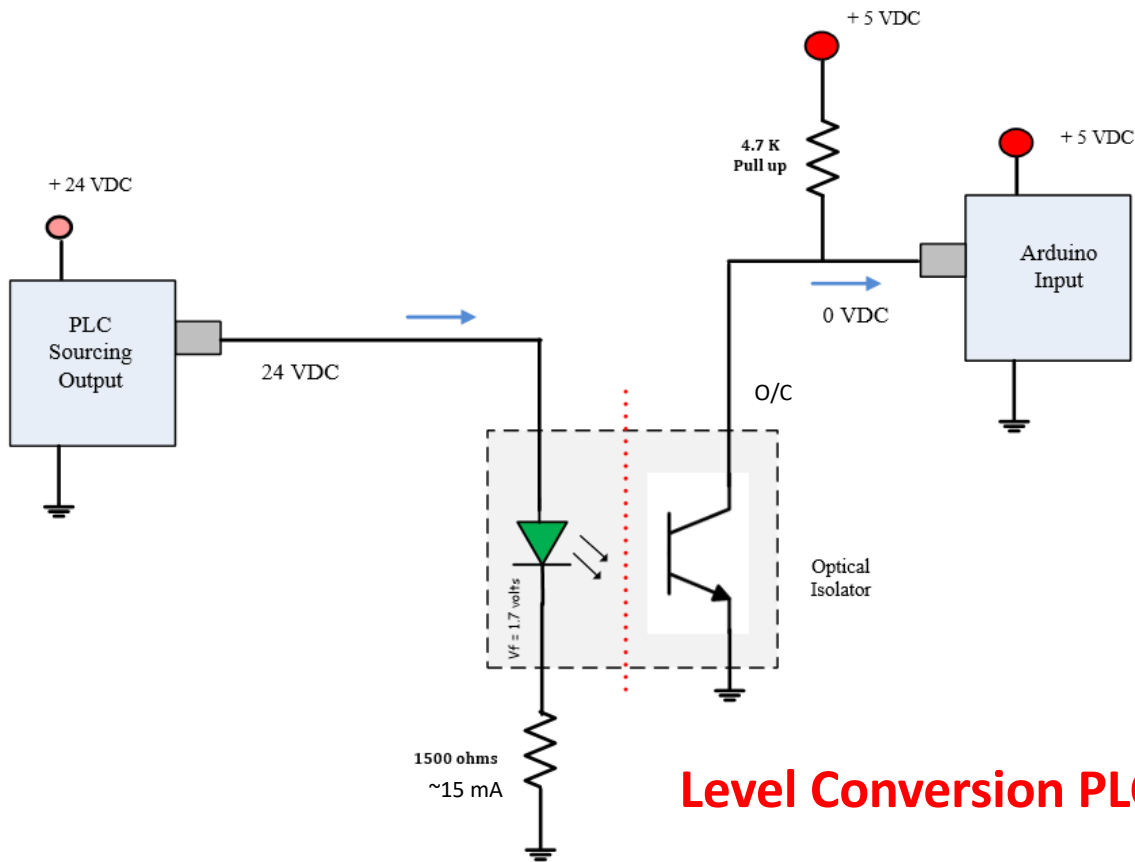 + 5 VDC
4.7 K
Pull up
+ 5 VDC
+ 24 VDC
Arduino
Input
0 VDC
PLC
Sourcing
Output
24 VDC
O/C
Optical
Isolator
Vf = 1.7 volts
1500 ohms
~15 mA
Level Conversion